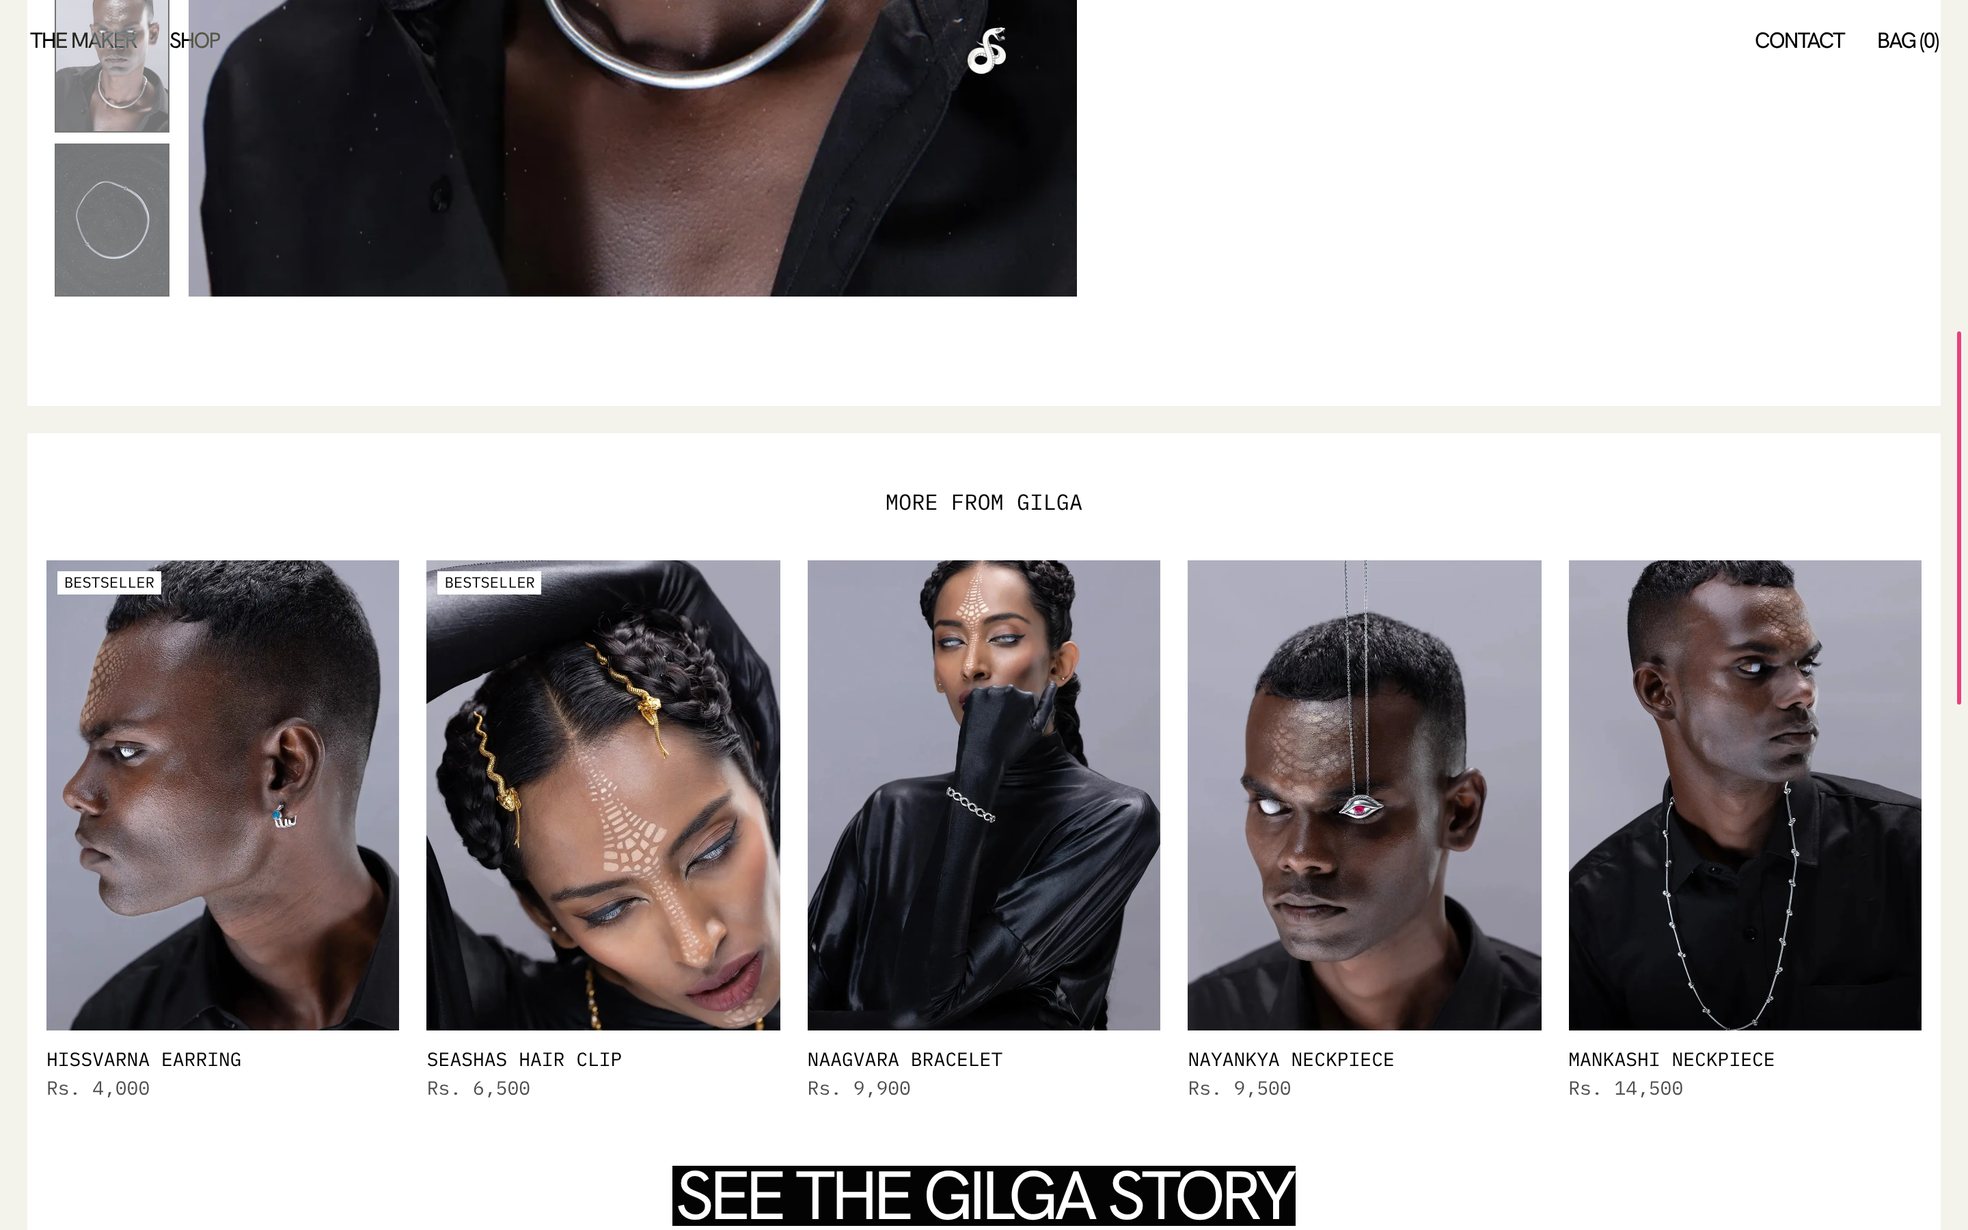 THE MAKER SHOP CONTACT BAG (0)
MORE FROM GILGA
BESTSELLER
BESTSELLER
HISSVARNA EARRING
Rs. 4,000
SEASHAS HAIR CLIP
Rs. 6,500
NAAGVARA BRACELET
Rs. 9,900
NAYANKYA NECKPIECE
Rs. 9,500
MANKASHI NECKPIECE
Rs. 14,500
SEE THE GILGA STORY